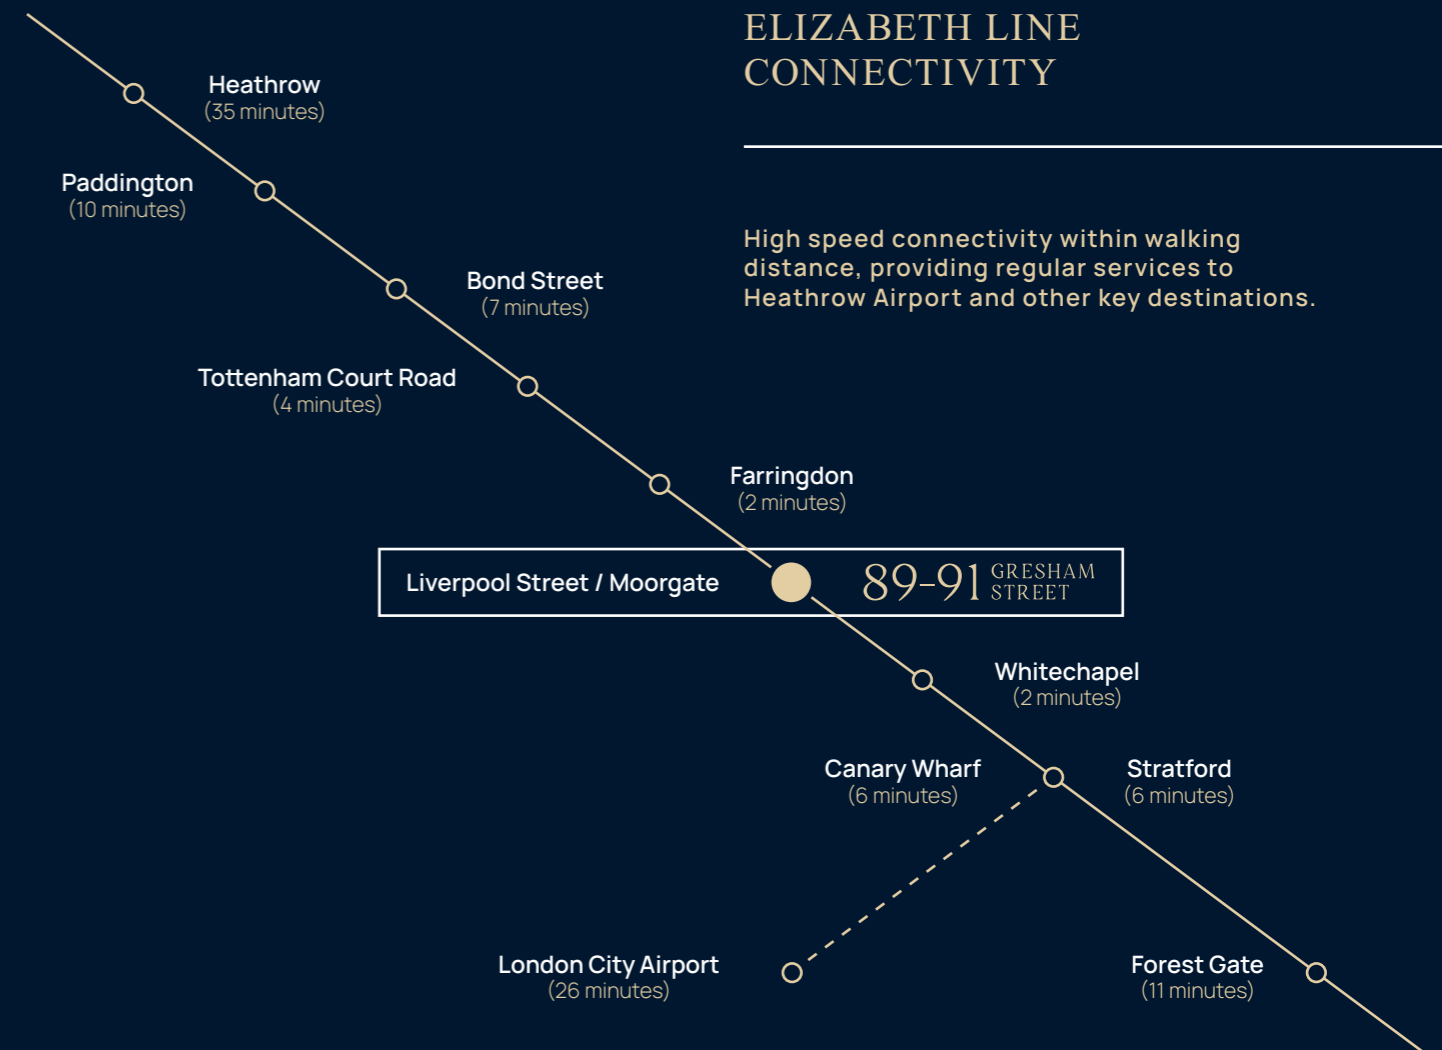 ELIZABETH LINE
CONNECTIVITY
High speed connectivity within walking
distance, providing regular services to
Heathrow Airport and other key destinations.
Heathrow
(35 minutes)
Paddington
(10 minutes)
Bond Street
(7 minutes)
Tottenham Court Road
(4 minutes)
Farringdon
(2 minutes)
Liverpool Street / Moorgate
89-91 GRESHAM
STREET
Whitechapel
(2 minutes)
Canary Wharf
(6 minutes)
Stratford
(6 minutes)
London City Airport
(26 minutes)
Forest Gate
(11 minutes)